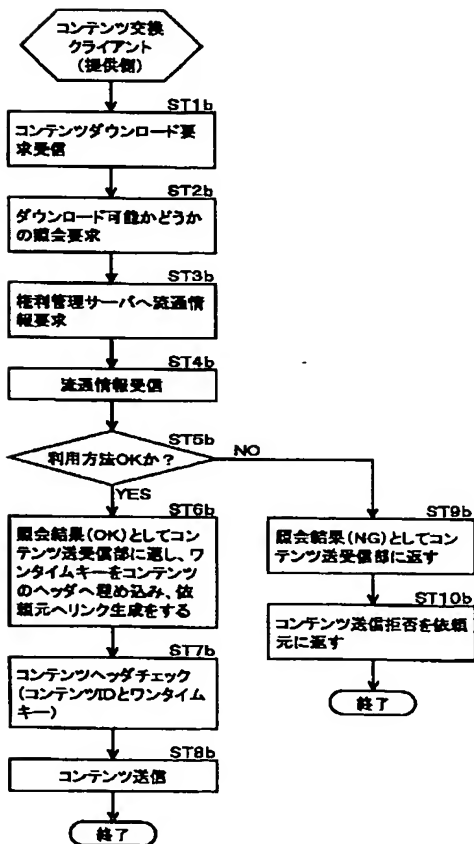 コンテンツ交換
クライアント
(提供側)
ST1b
コンテンツダウンロード要
求受信
ST2b
ダウンロード可能かどうか
の照会要求
ST3b
権利管理サーバへ流通情
報要求
ST4b
流通情報受信
ST5b
利用方法OKか?
NO
YES
ST6b
照会結果(OK)としてコン
テンツ送受信部に返し、ワ
ンタイムキーをコンテンツ
のヘッダへ埋め込み、依
頼元へリンク生成をする
ST7b
コンテンツヘッダチェック
(コンテンツIDとワンタイム
キー)
ST8b
コンテンツ送信
終了
ST9b
照会結果(NG)としてコン
テンツ送受信部に返す
ST10b
コンテンツ送信拒否を依頼
元に返す
終了